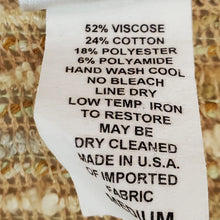 52% VISCOSE
24% COTTON
18% POLYESTER
6% POLYAMIDE
HAND WASH COOL
NO BLEACH
LINE DRY
LOW TEMP. IRON
TO RESTORE
MAY BE
DRY CLEANED
MADE IN U.S.A.
OF IMPORTED
FABRIC
MEDIUM